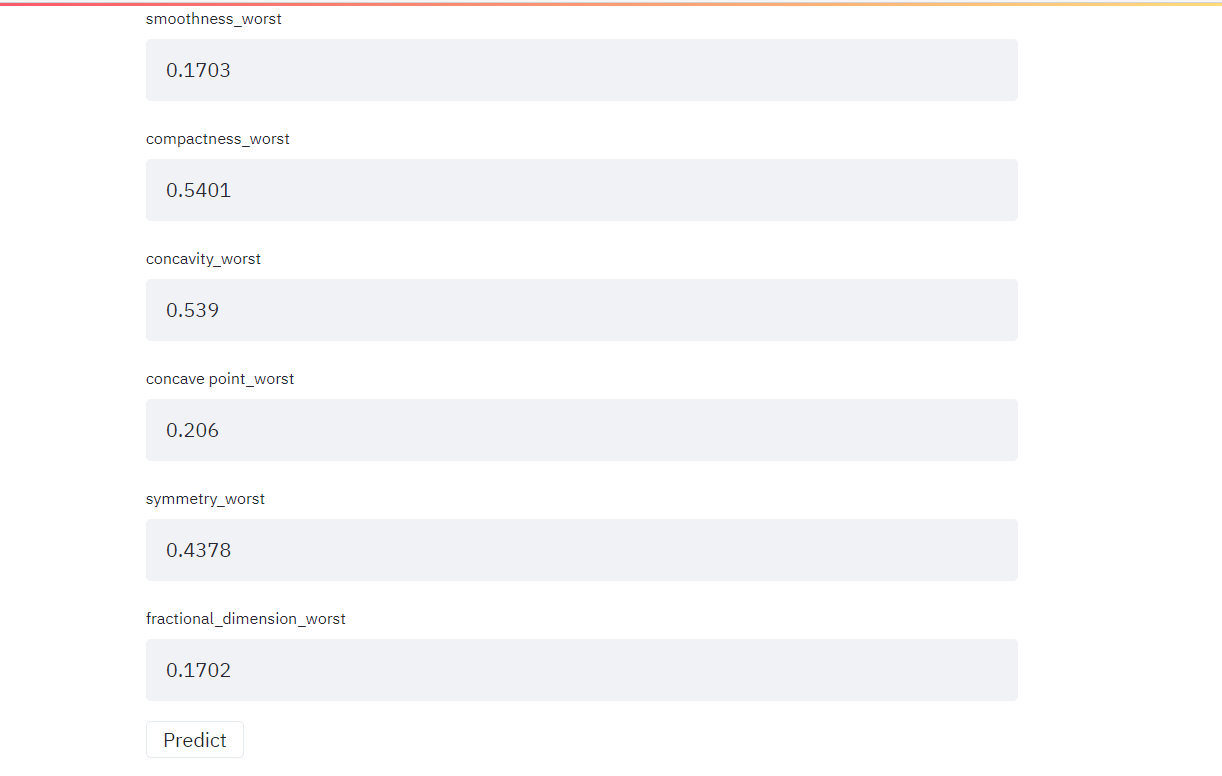 smoothness_worst
0.1703
compactness_worst
0.5401
concavity_worst
0.539
concave point_worst
0.206
symmetry_worst
0.4378
fractional_dimension_worst
0.1702
Predict